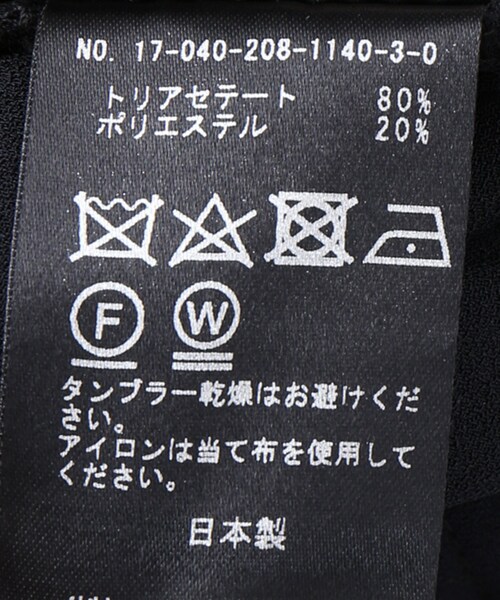 NO. 17-040-208-1140-3-0
トリアセテート 80%
ポリエステル 20%
F W
タンブラー乾燥はお避けくだ
さい。
アイロンは当て布を使用して
ください。
日本製